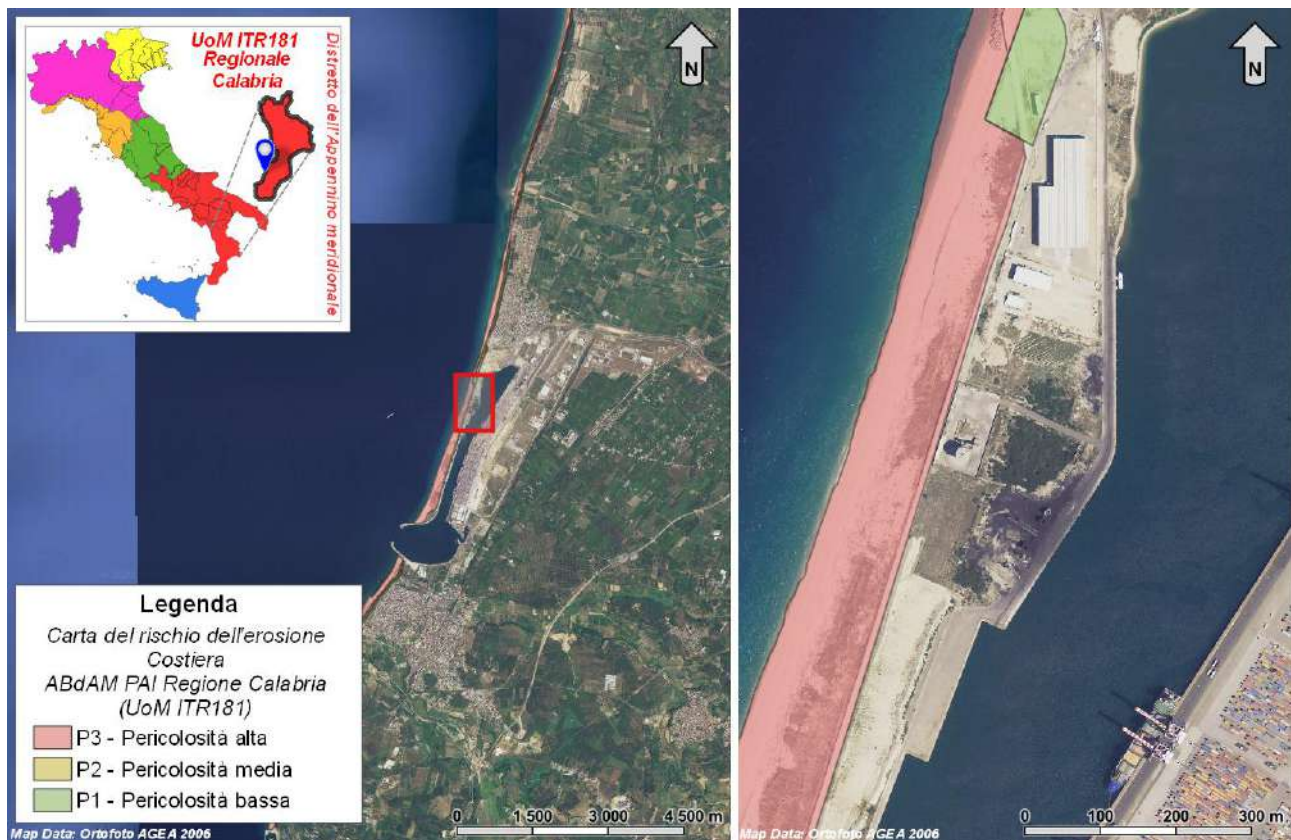 UoM ITR181
Regionale
Calabria
Distretto dell'Appennino meridionale
N
Legenda
Carta del rischio dell'erosione
Costiera
ABdAM PAI Regione Calabria
(UoM ITR181)
P3 - Pericolosità alta
P2 - Pericolosità media
P1 - Pericolosità bassa
0 1 500 3 000 4 500 m
Map Data: Ortofoto AGEA 2006
N
0 100 200 300 m
Map Data: Ortofoto AGEA 2006